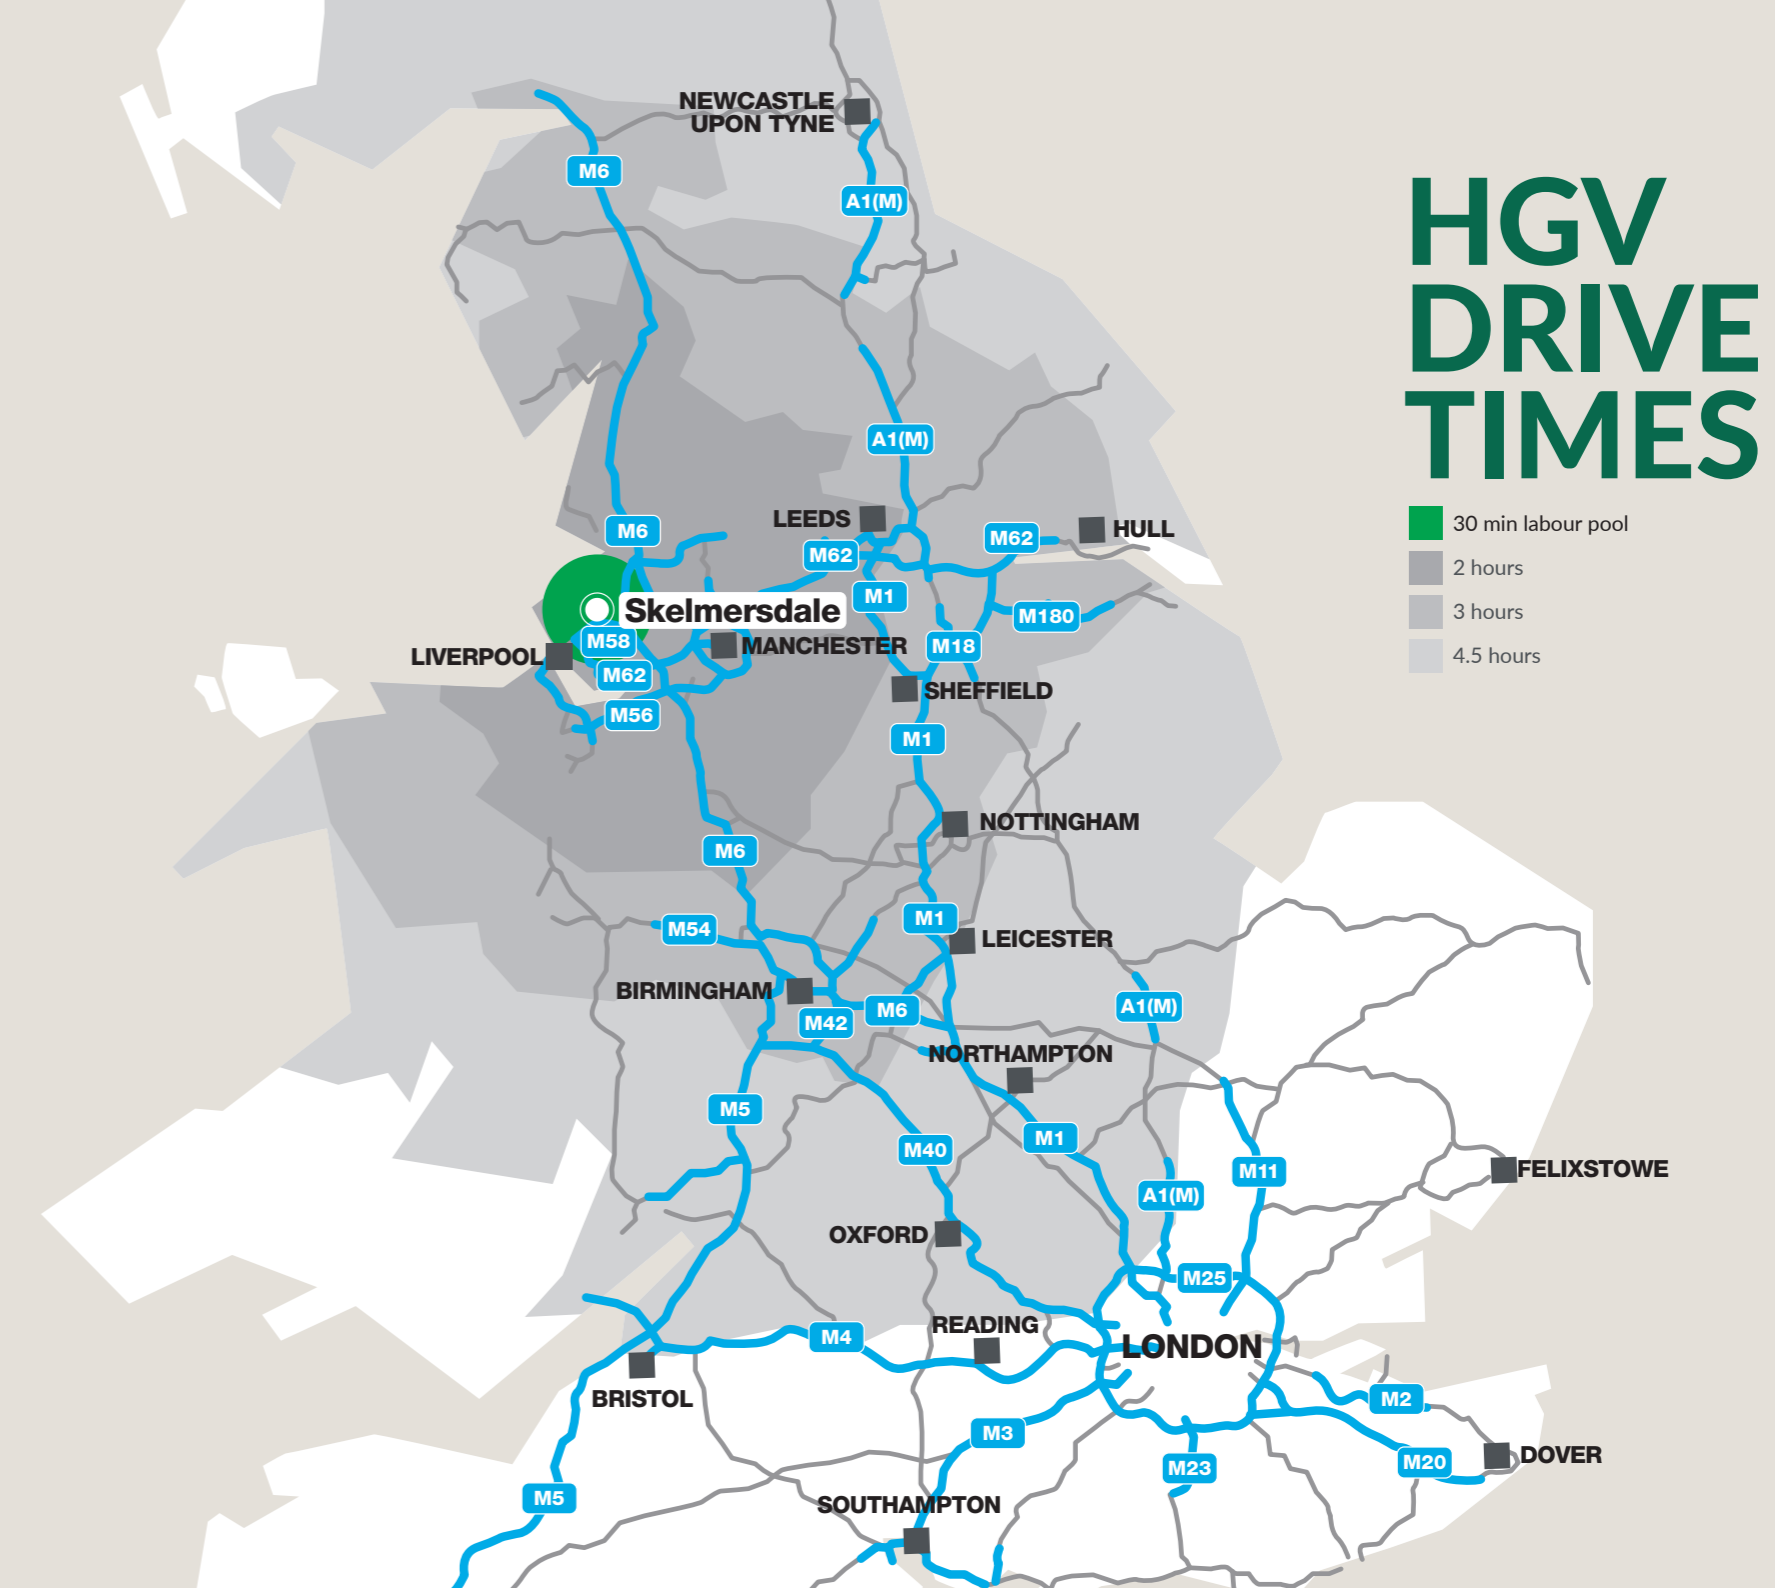 HGV
DRIVE
TIMES
30 min labour pool
2 hours
3 hours
4.5 hours
NEWCASTLE
UPON TYNE
M6
A1(M)
A1(M)
LEEDS
M6
M62
M62
HULL
M1
Skelmersdale
M180
M58
LIVERPOOL
MANCHESTER
M18
M62
SHEFFIELD
M56
M1
NOTTINGHAM
M6
M1
M54
LEICESTER
BIRMINGHAM
M6
M42
A1(M)
NORTHAMPTON
M5
M1
M40
M11
FELIXSTOWE
A1(M)
OXFORD
M25
READING
M4
LONDON
BRISTOL
M2
M3
M20
DOVER
M23
M5
SOUTHAMPTON